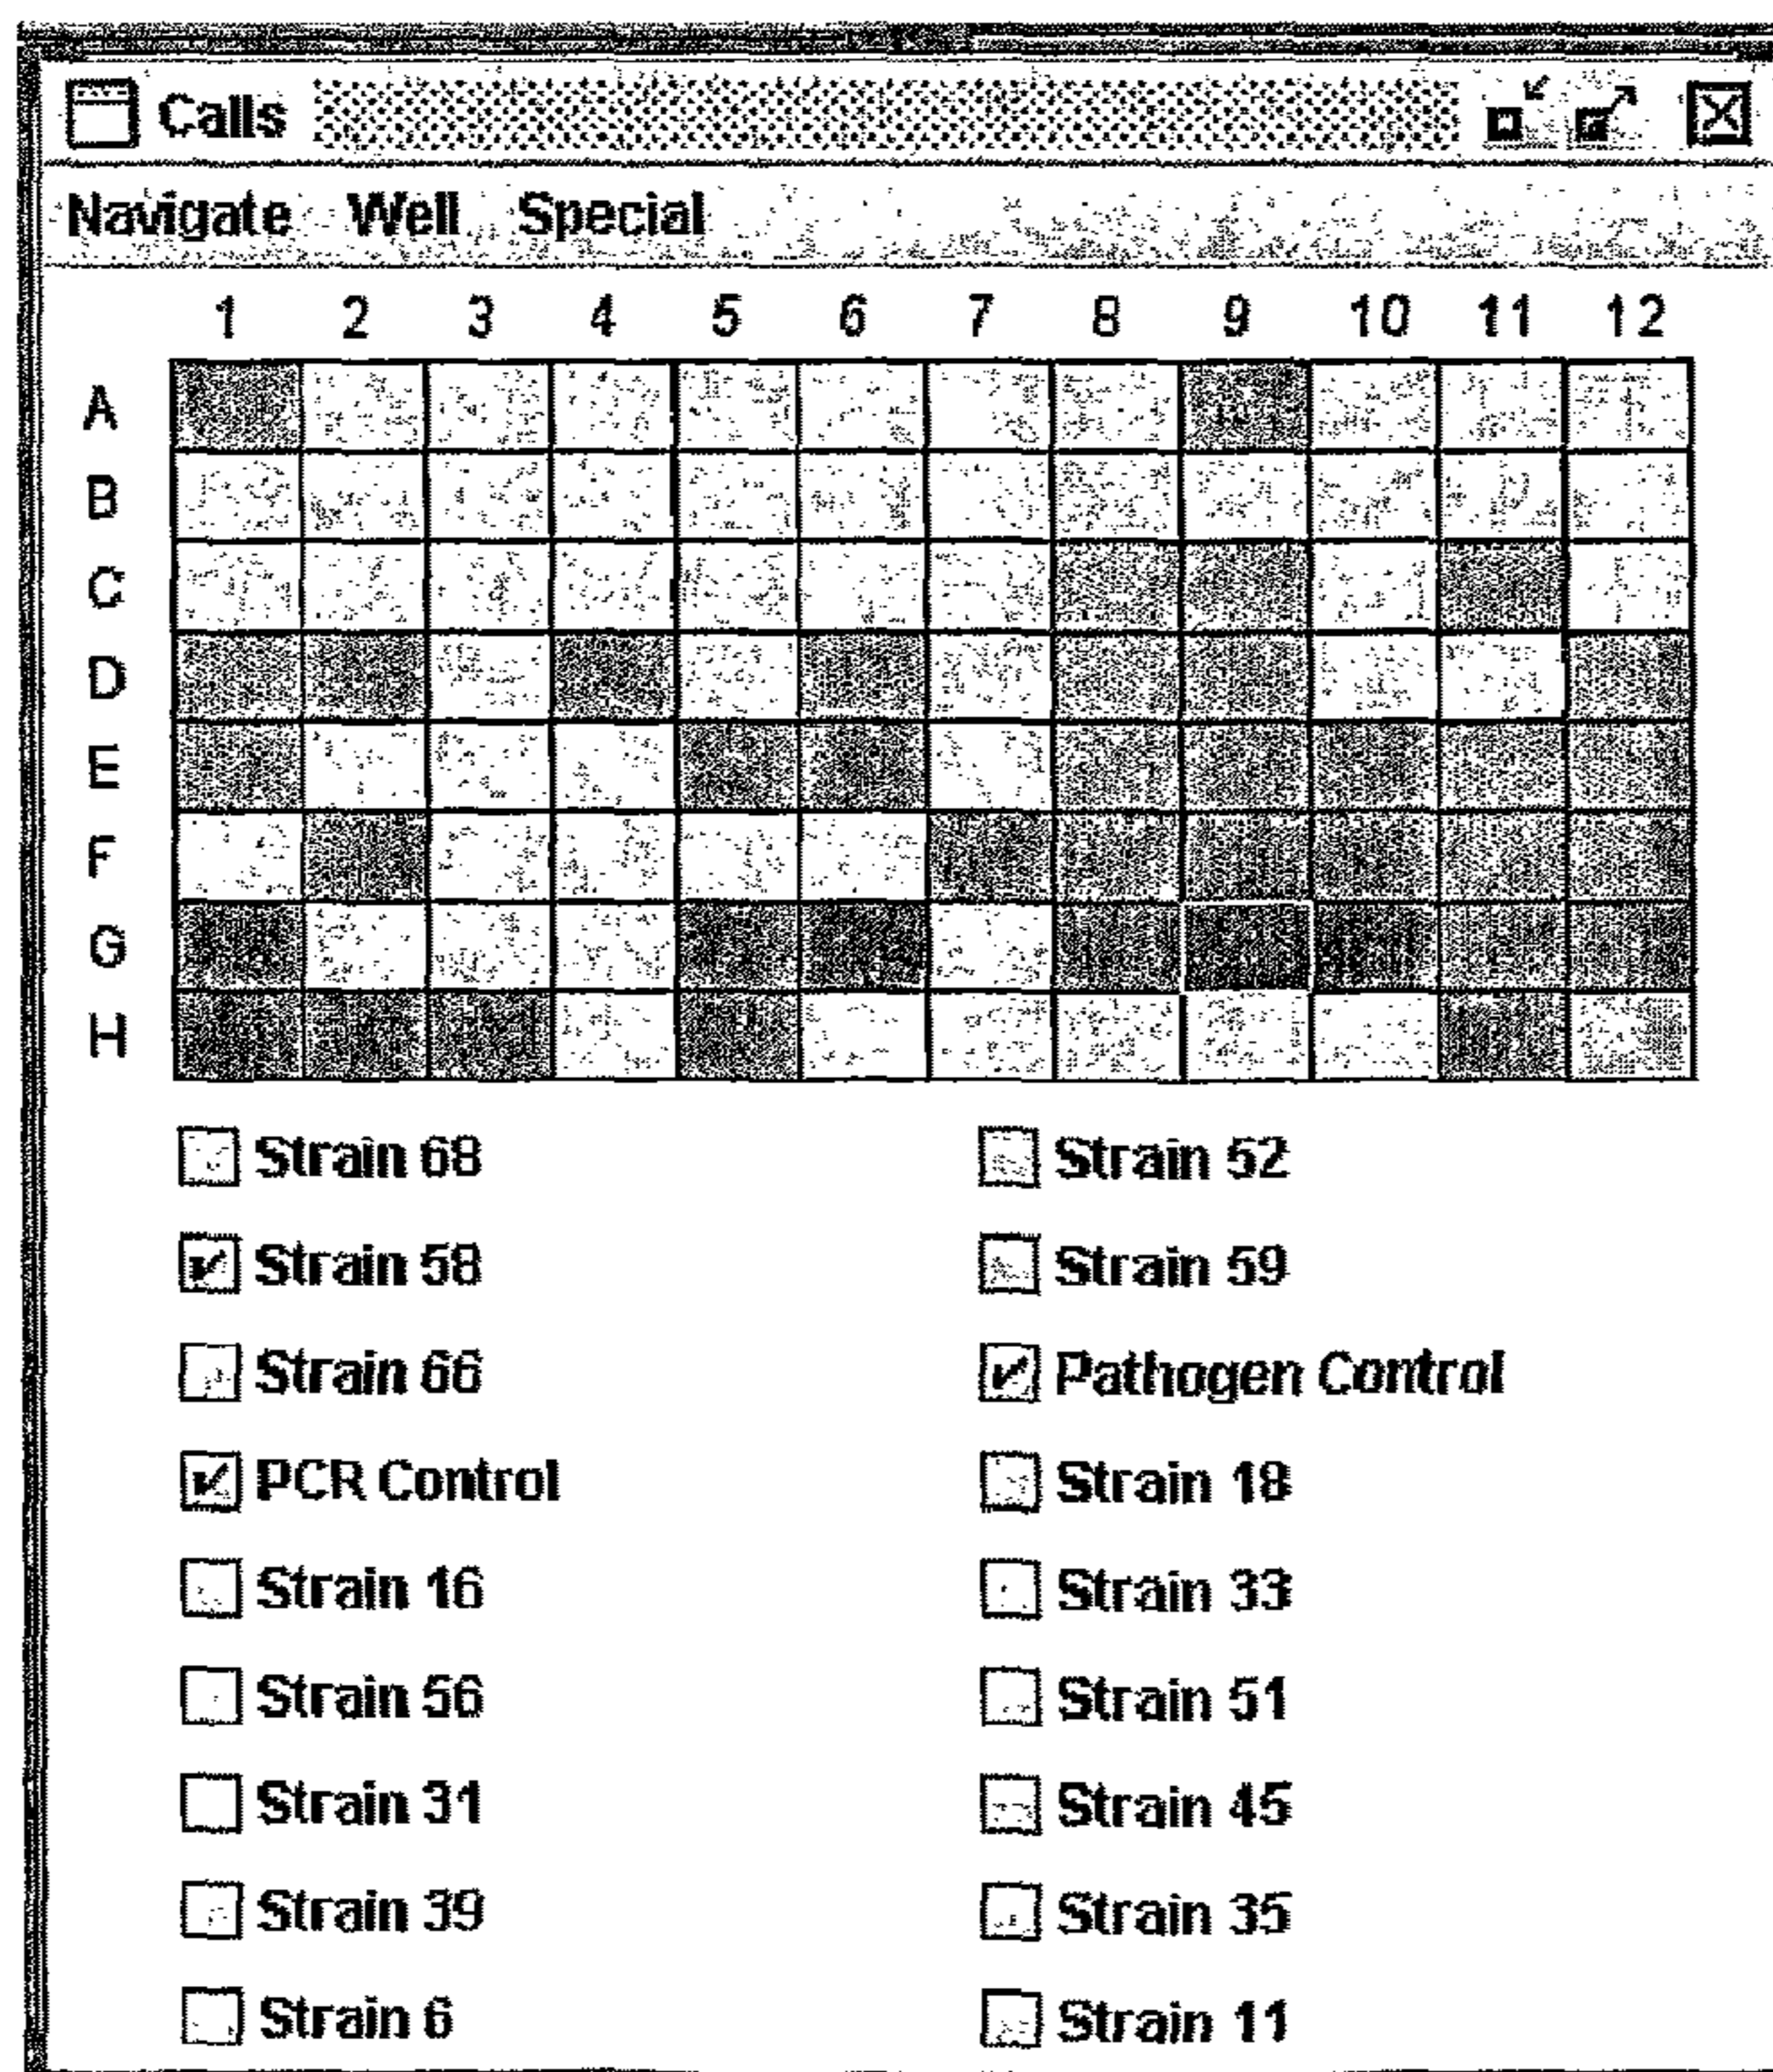 Calls
Navigate Well Special
1 2 3 4 5 6 7 8 9 10 11 12
A
B
C
D
E
F
G
H
Strain 68 Strain 52
Strain 58 Strain 59
Strain 66 Pathogen Control
PCR Control Strain 18
Strain 16 Strain 33
Strain 56 Strain 51
Strain 31 Strain 45
Strain 39 Strain 35
Strain 6 Strain 11